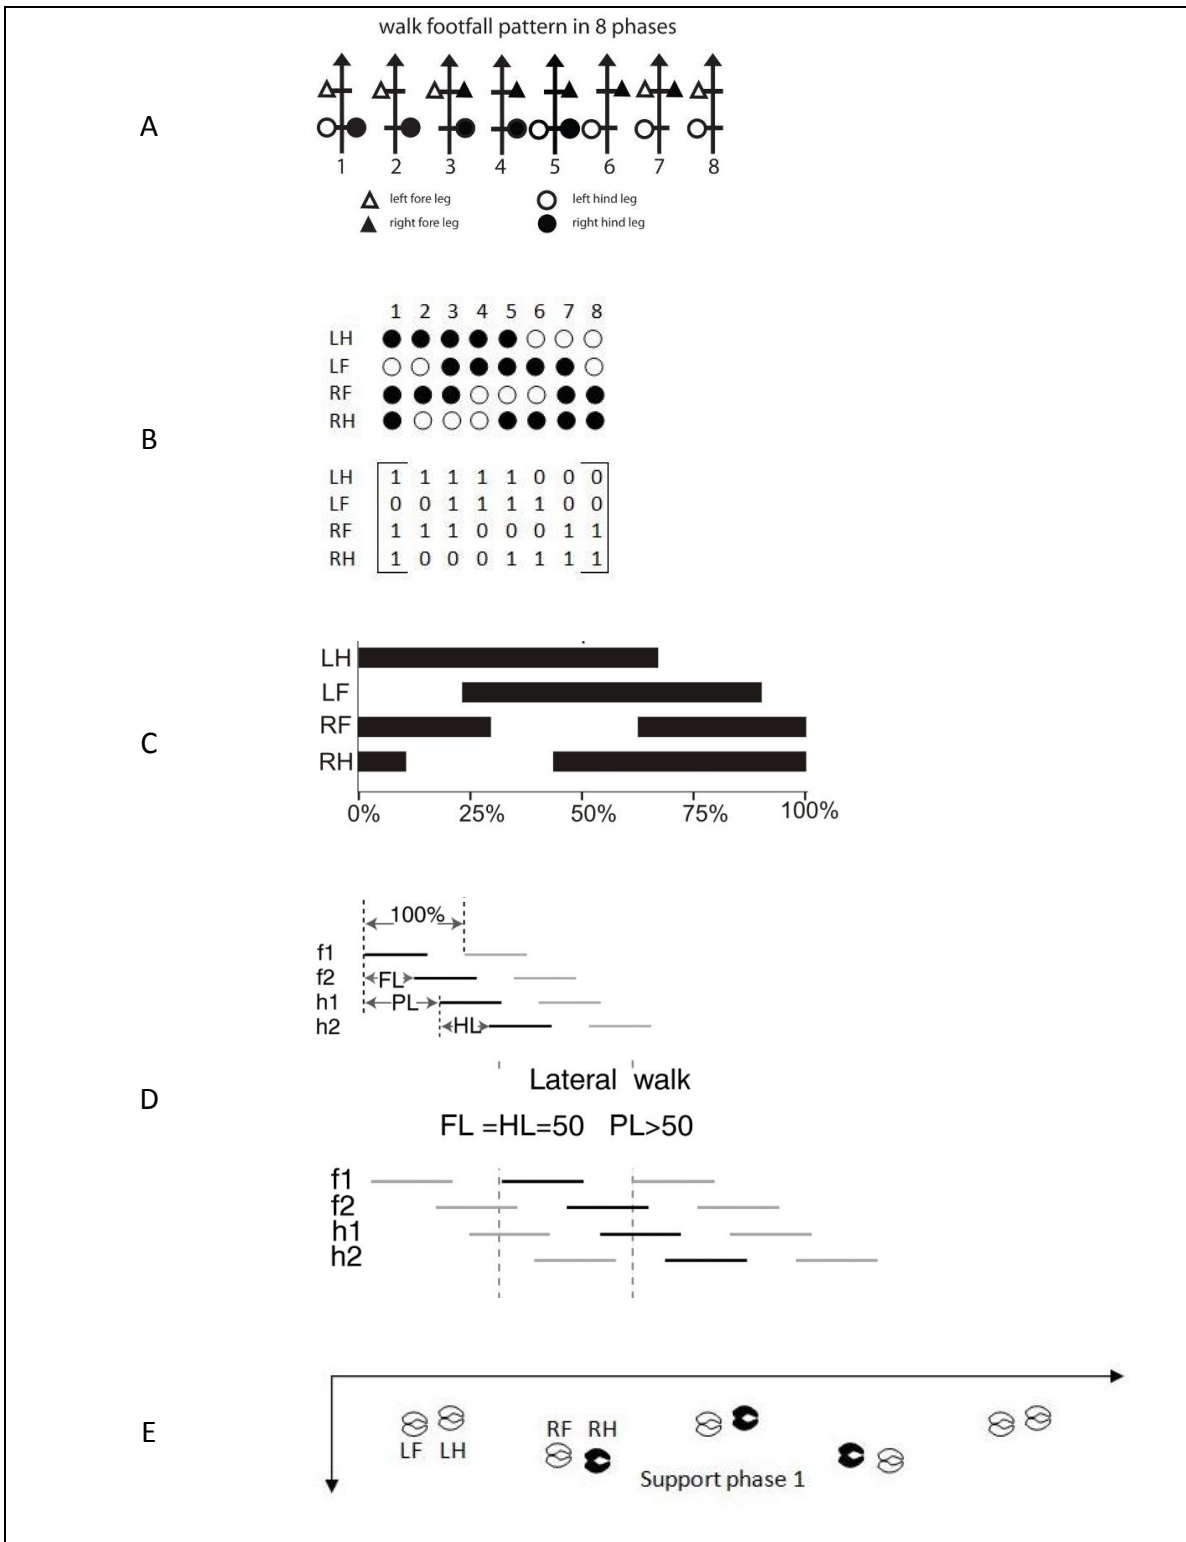 walk footfall pattern in 8 phases
A
1 2 3 4 5 6 7 8
left fore leg left hind leg
right fore leg right hind leg
1 2 3 4 5 6 7 8
LH
LF
RF
RH
B
LH 1 1 1 1 1 0 0 0
LF 0 0 1 1 1 1 0 0
RF 1 1 1 0 0 0 1 1
RH 1 0 0 0 1 1 1 1
LH
LF
RF
C
RH
0% 25% 50% 75% 100%
100%
f1
f2 FL
h1 PL
h2 HL
Lateral walk
D
FL =HL=50 PL>50
f1
f2
h1
h2
E
RF RH
LF LH
Support phase 1